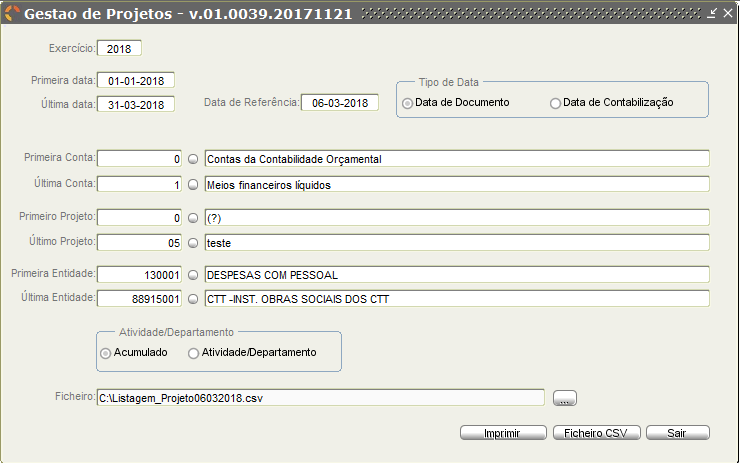 Gestao de Projetos - v.01.0039.20171121
Exercício: 2018
Primeira data: 01-01-2018
Tipo de Data
Última data: 31-03-2018 Data de Referência: 06-03-2018 Data de Documento Data de Contabilização
Primeira Conta: 0 Contas da Contabilidade Orçamental
Última Conta: 1 Meios financeiros líquidos
Primeiro Projeto: 0 (?)
Último Projeto: 05 teste
Primeira Entidade: 130001 DESPESAS COM PESSOAL
Última Entidade: 88915001 CTT -INST. OBRAS SOCIAIS DOS CTT
Atividade/Departamento
Acumulado Atividade/Departamento
Ficheiro: C:\Listagem_Projeto06032018.csv ...
Imprimir Ficheiro CSV Sair